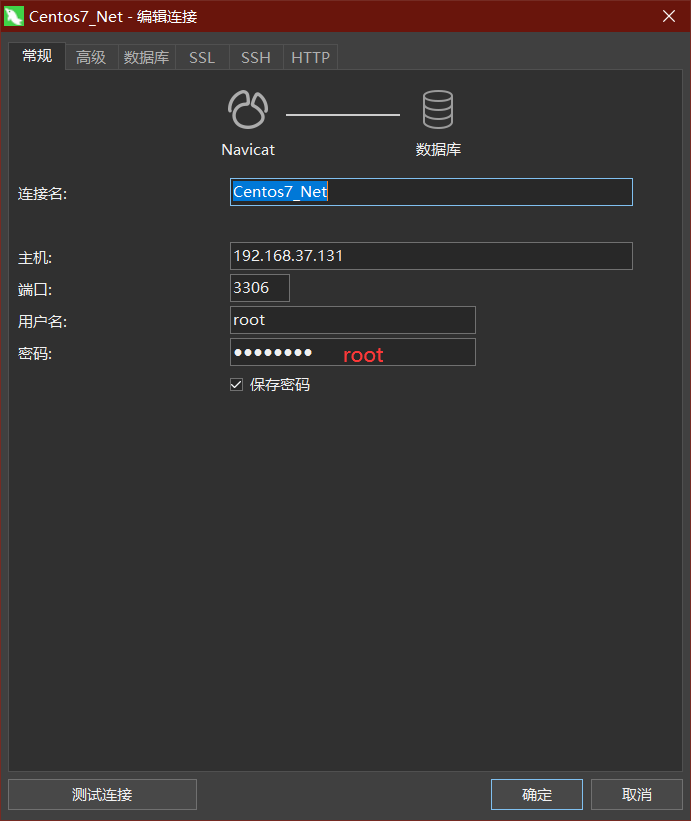 Centos7_Net - 编辑连接
常规 高级 数据库 SSL SSH HTTP
Navicat 数据库
连接名: Centos7_Net
主机: 192.168.37.131
端口: 3306
用户名: root
密码: ●●●●●●●● root
保存密码
测试连接 确定 取消